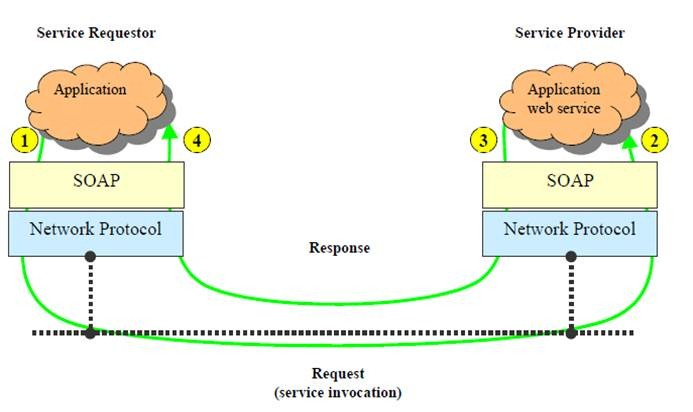 Service Requestor
Service Provider
Application
Application
web service
1
4
3
2
SOAP
SOAP
Network Protocol
Network Protocol
Response
Request
(service invocation)